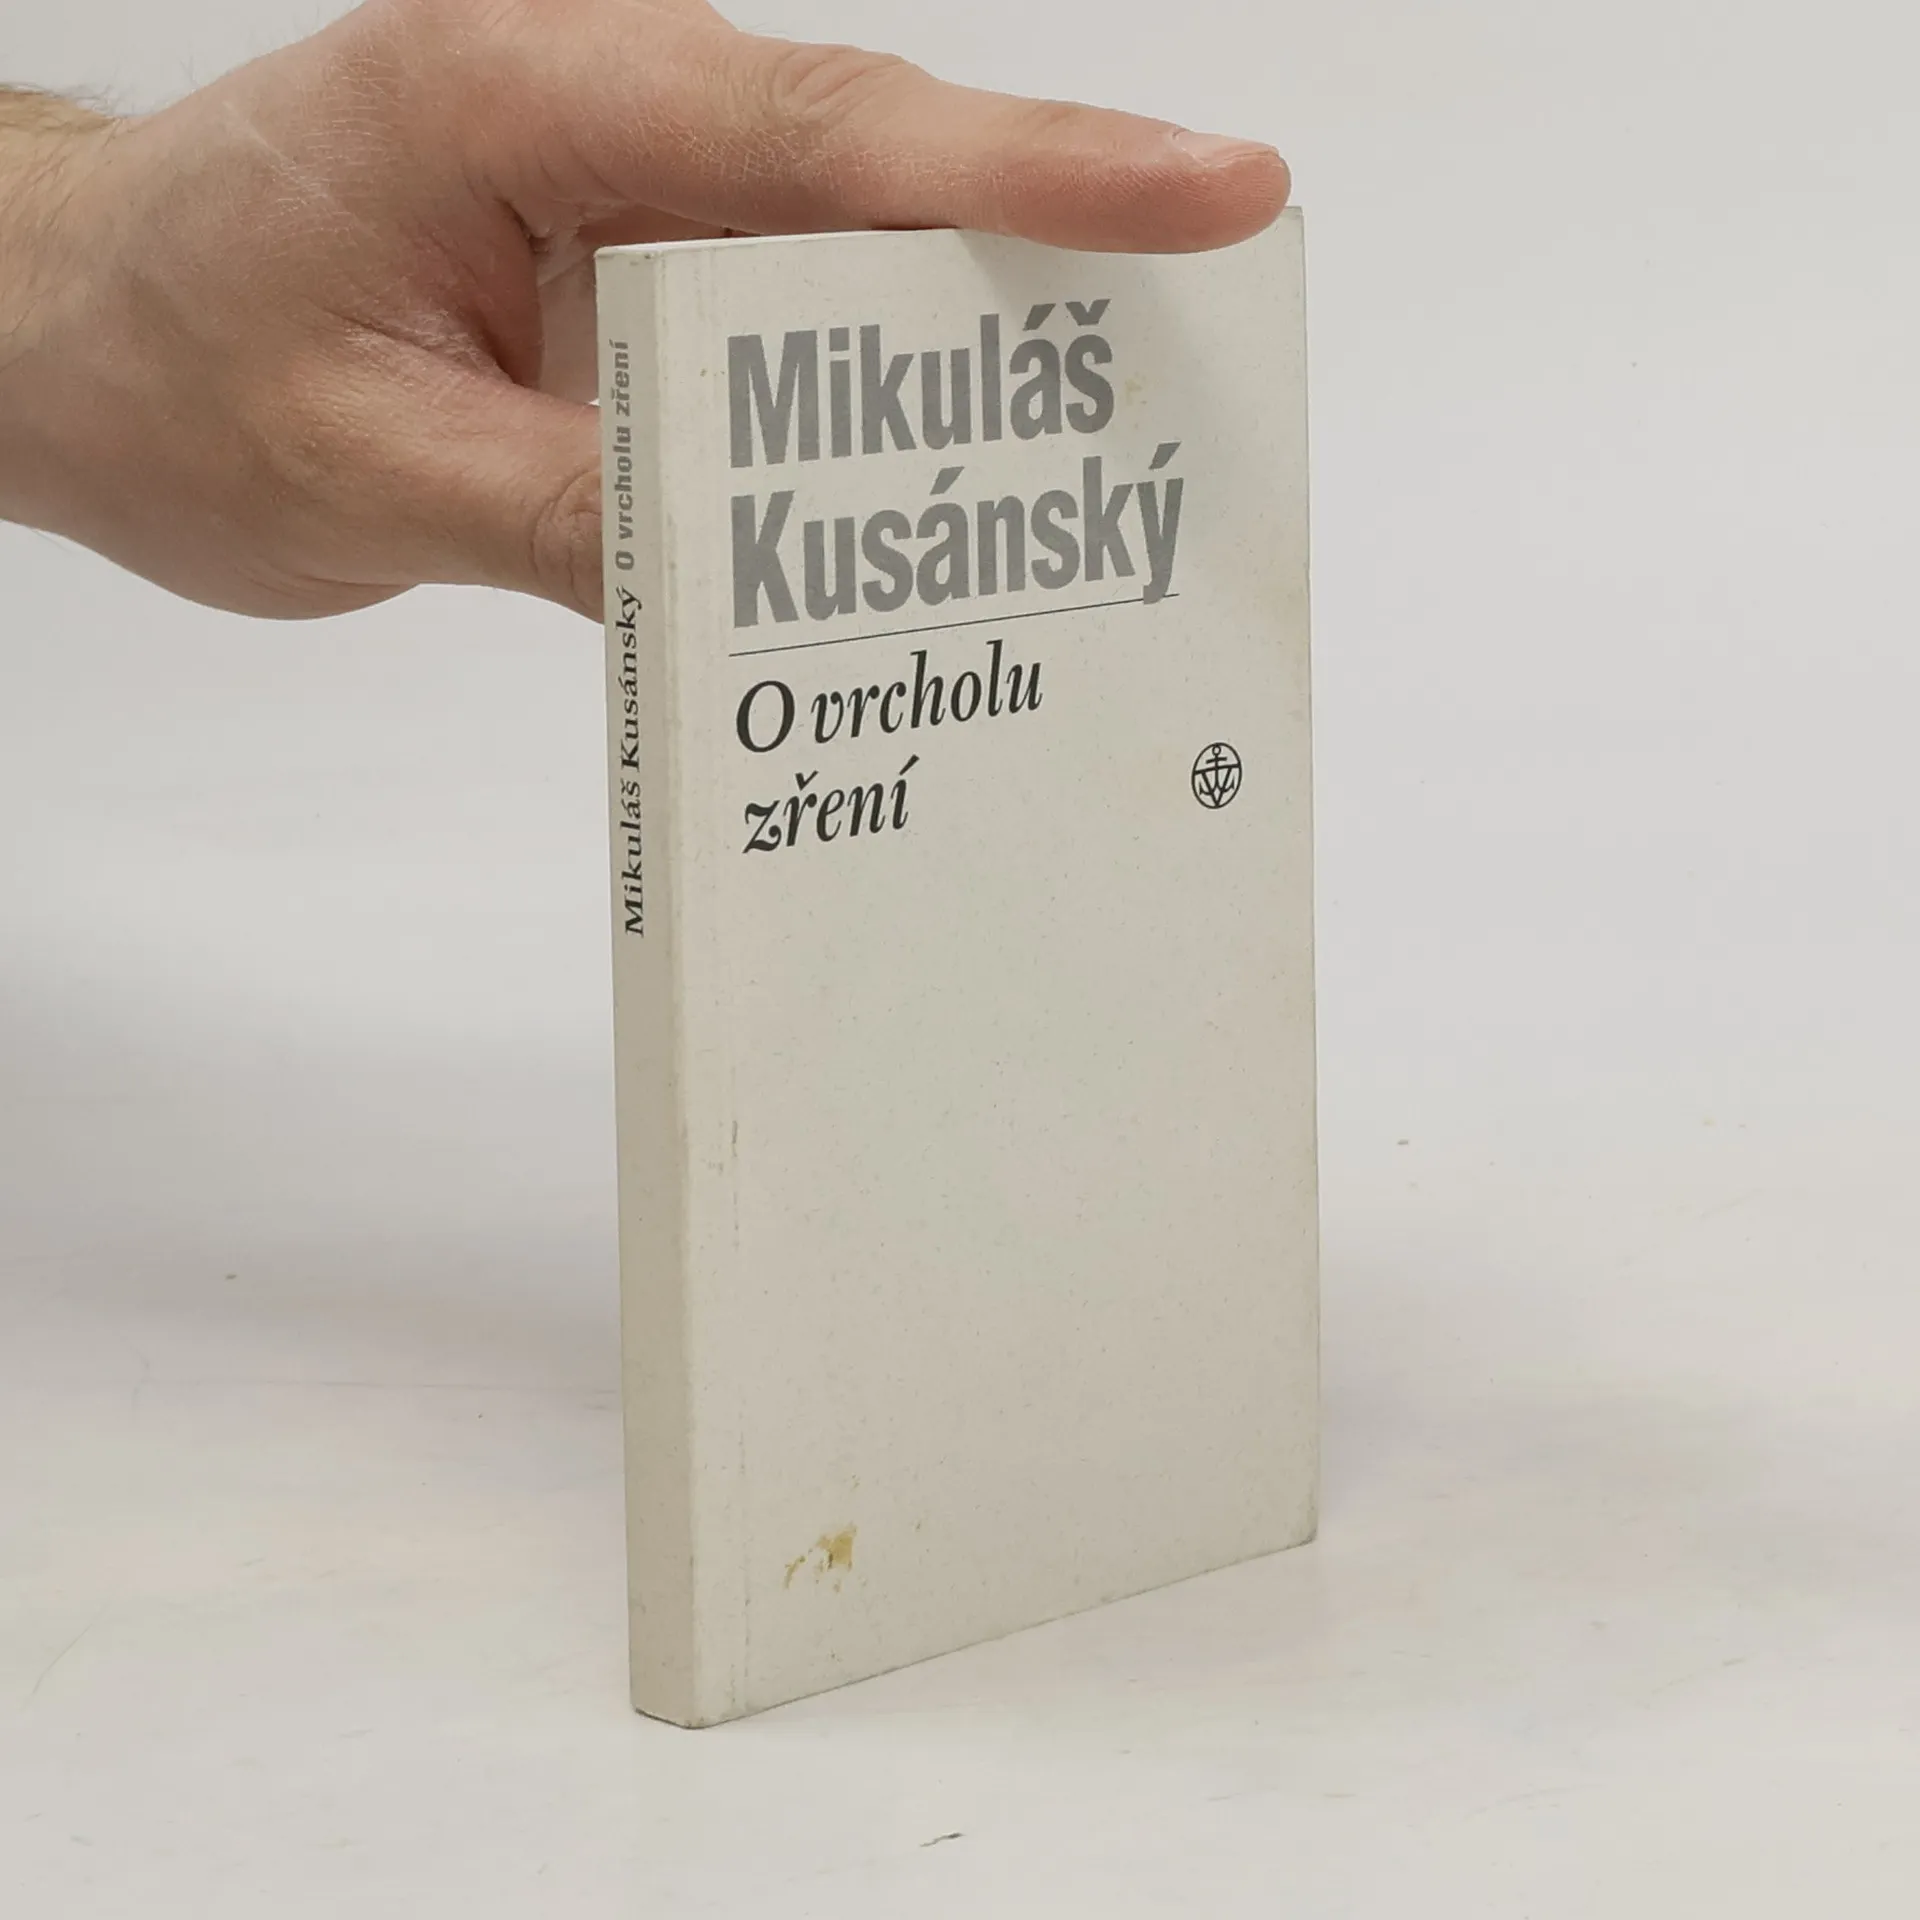 Mikuláš
Kusánský
O vrcholu
zření
Mikuláš Kusánský O vrcholu zření